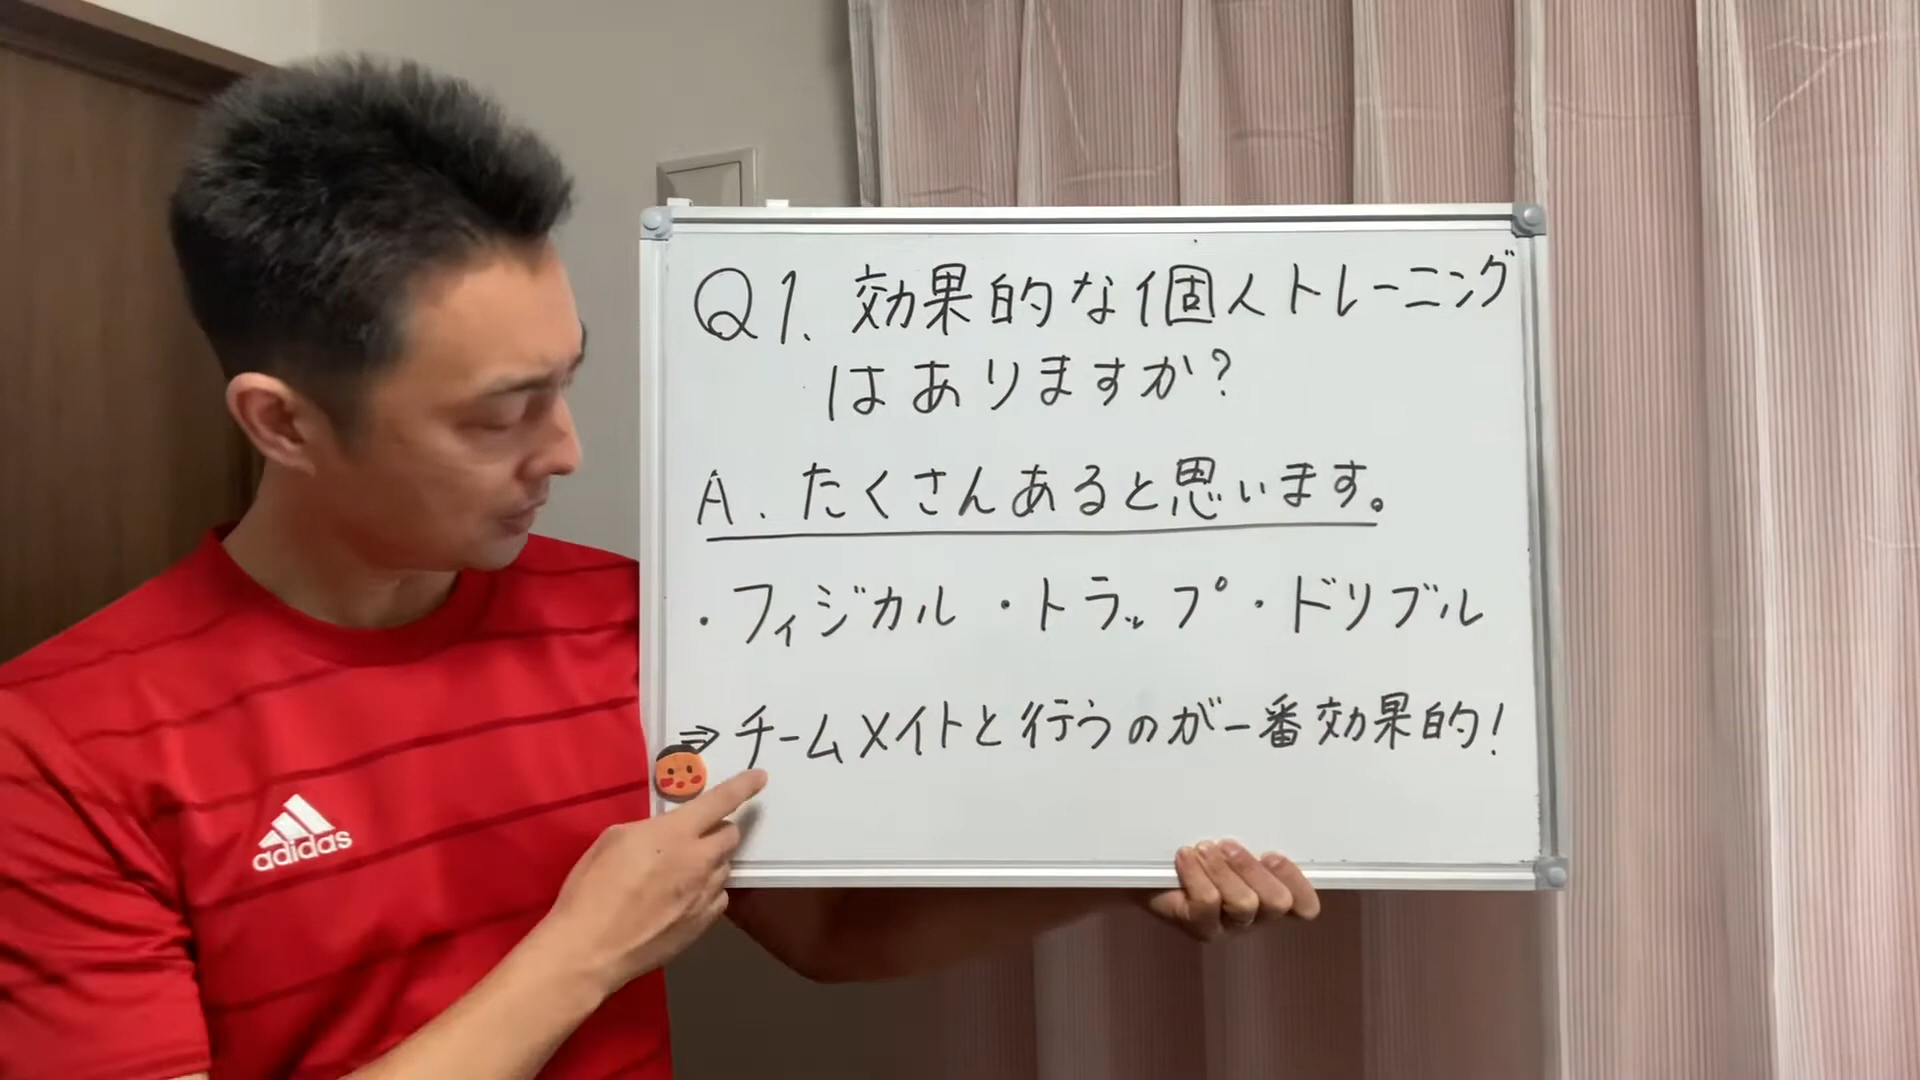 Q1. 効果的な個人トレーニング
はありますか?
A. たくさんあると思います。
・フィジカル ・トラップ ・ドリブル
⇒チームメイトと行うのが一番効果的!
adidas